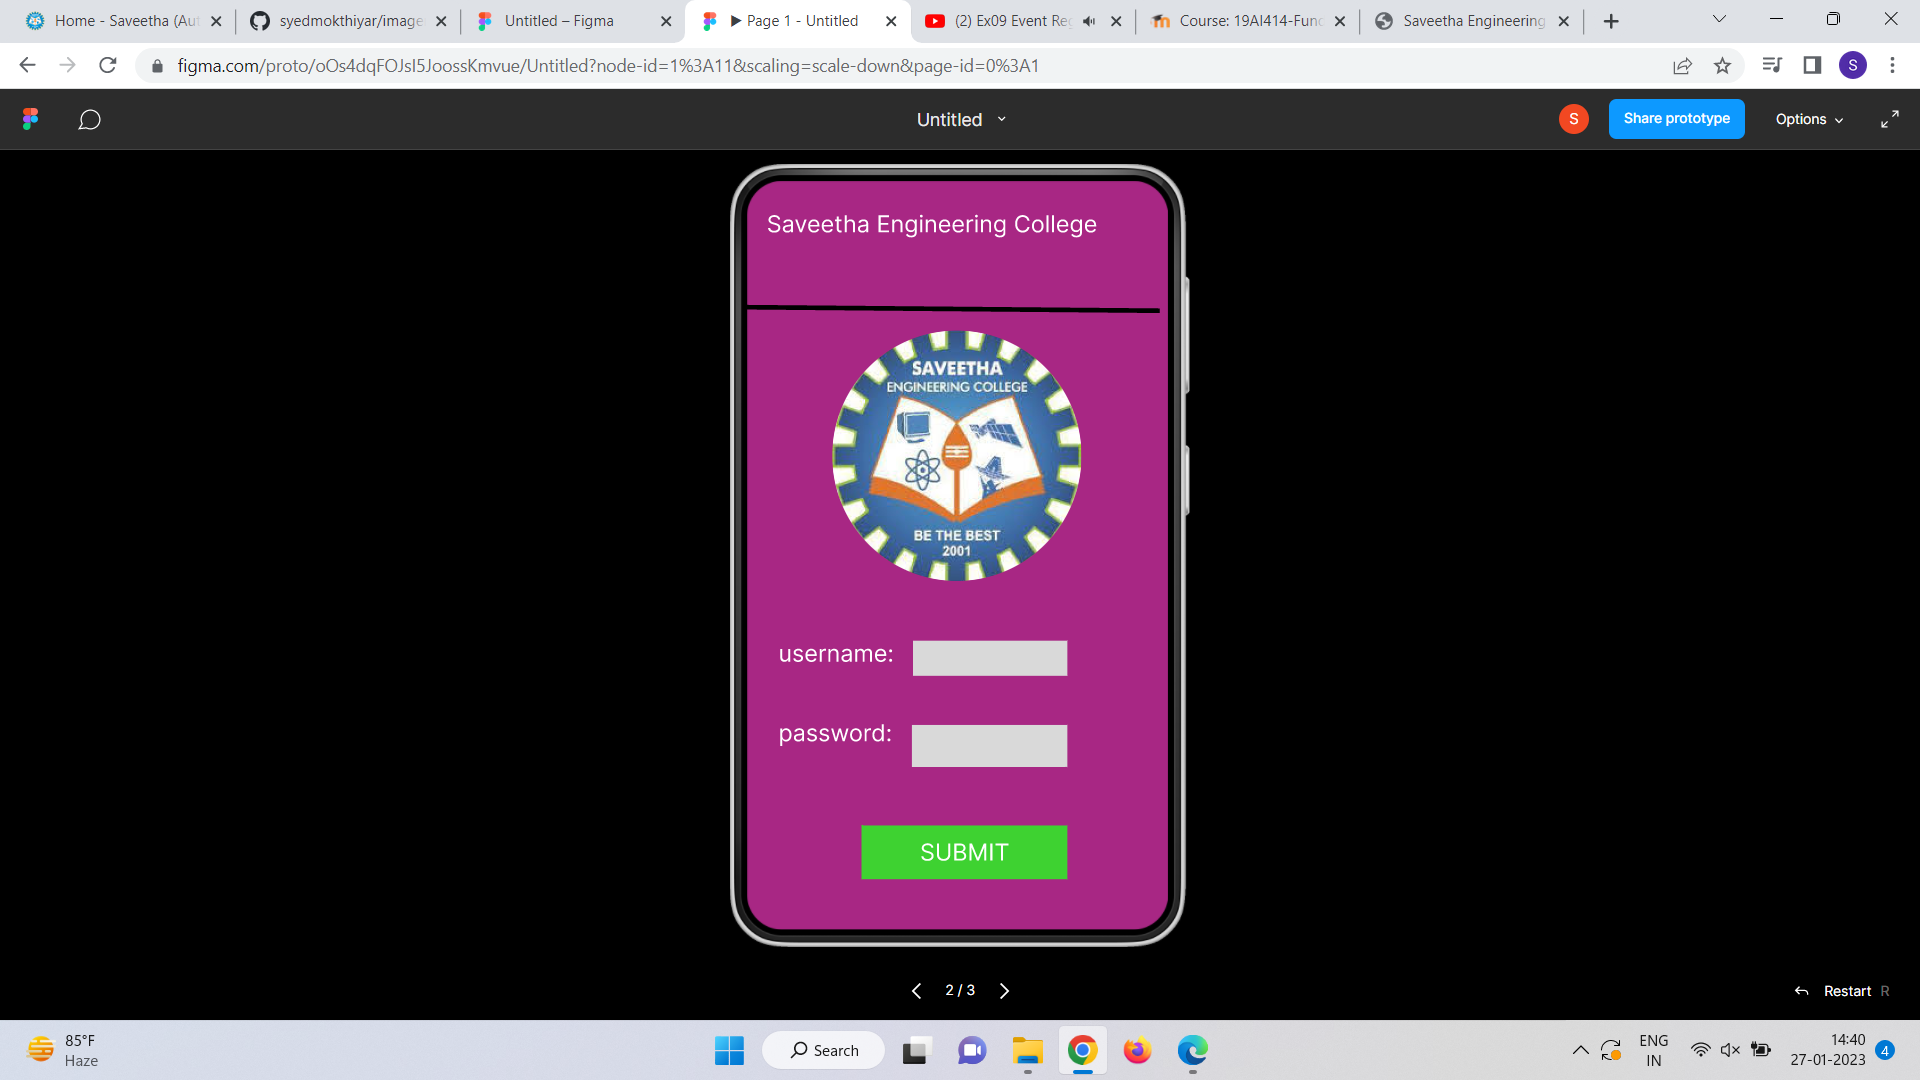 Home - Saveetha (Aut
syedmokthiyar/image
Untitled – Figma
▶ Page 1 - Untitled
(2) Ex09 Event Reg
Course: 19AI414-Fund
Saveetha Engineering
figma.com/proto/oOs4dqFOJsI5JoossKmvue/Untitled?node-id=1%3A11&scaling=scale-down&page-id=0%3A1
S
Untitled
S
Share prototype
Options
Saveetha Engineering College
SAVEETHA
ENGINEERING COLLEGE
BE THE BEST
2001
username:
password:
SUBMIT
2 / 3
Restart R
85°F
Haze
Search
ENG
IN
14:40
27-01-2023
4